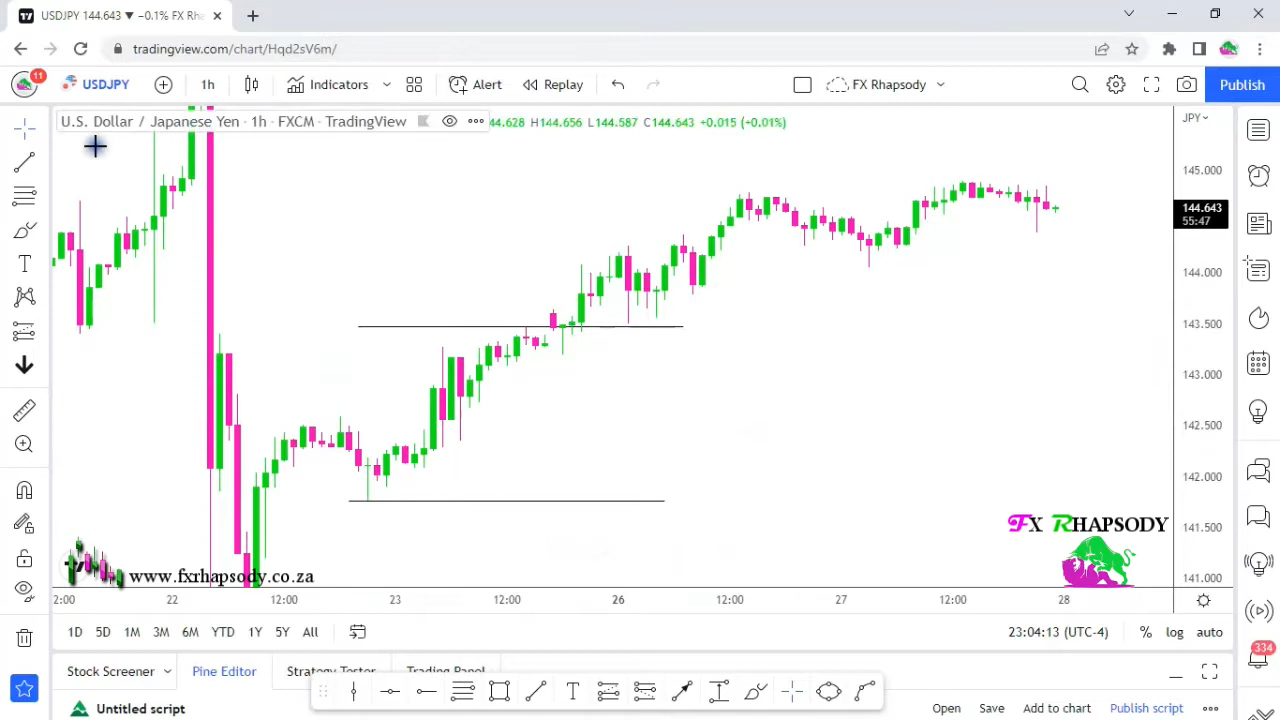 USDJPY 144.643 ▼ −0.1% FX Rha
tradingview.com/chart/Hqd2sV6m/
11
USDJPY
1h
Indicators
Alert
Replay
FX Rhapsody
Publish
U.S. Dollar / Japanese Yen · 1h · FXCM · TradingView
44.628 H144.656 L144.587 C144.643 +0.015 (+0.01%)
JPY
145.000
144.643
55:47
144.000
143.500
143.000
142.500
142.000
141.500
141.000
FX RHAPSODY
www.fxrhapsody.co.za
2:00 22 12:00 23 12:00 26 12:00 27 12:00 28
1D 5D 1M 3M 6M YTD 1Y 5Y All
23:04:13 (UTC-4) % log auto
334
Stock Screener Pine Editor Strategy Tester Trading Panel
Untitled script
Open Save Add to chart Publish script